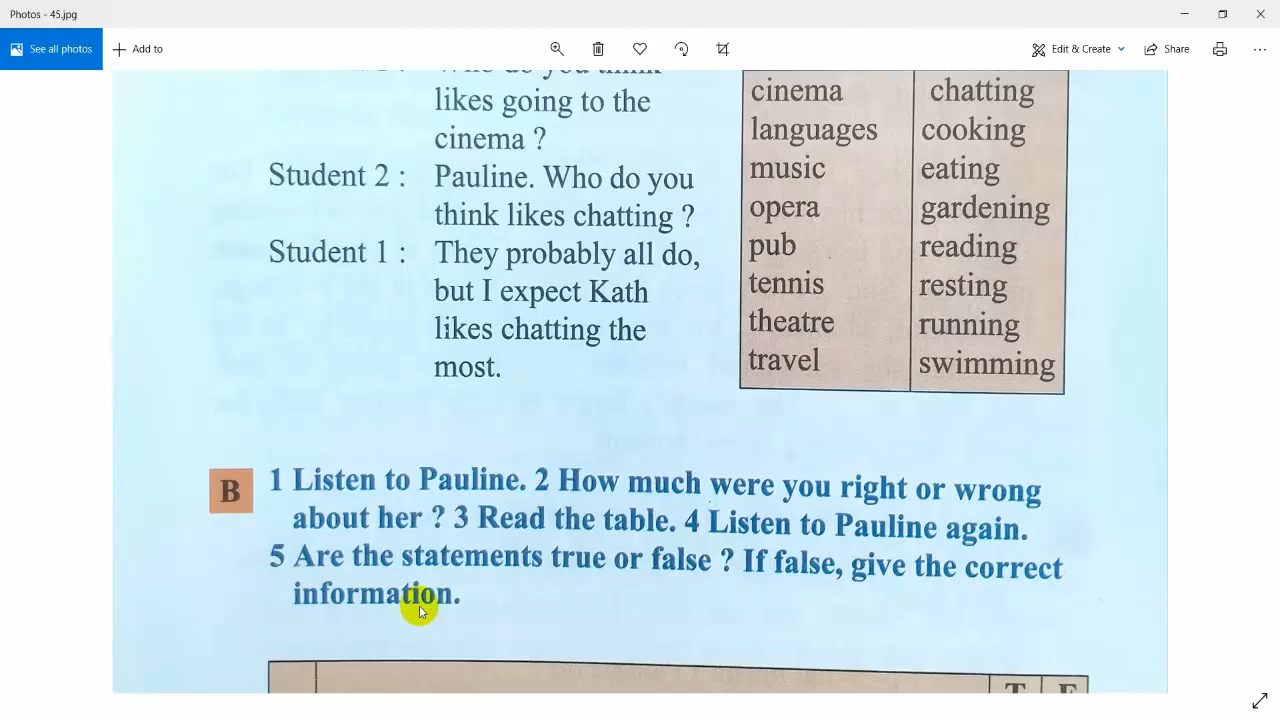 Photos - 45.jpg
See all photos
Add to
Edit & Create
Share
likes going to the
cinema ?
Student 2 : Pauline. Who do you
think likes chatting ?
Student 1 : They probably all do,
but I expect Kath
likes chatting the
most.
cinema chatting
languages cooking
music eating
opera gardening
pub reading
tennis resting
theatre running
travel swimming
B
1 Listen to Pauline. 2 How much were you right or wrong
about her ? 3 Read the table. 4 Listen to Pauline again.
5 Are the statements true or false ? If false, give the correct
information.
T F